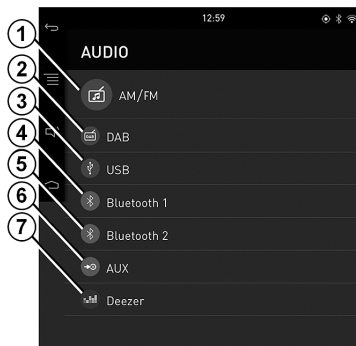 12:59
AUDIO
1
AM/FM
2
DAB
3
USB
4
Bluetooth 1
5
Bluetooth 2
6
AUX
7
Deezer